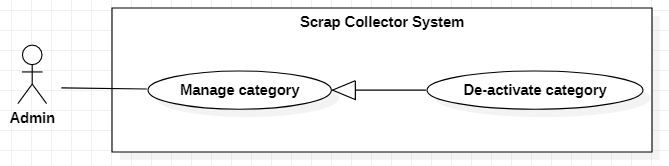 Scrap Collector System
Manage category
De-activate category
Admin